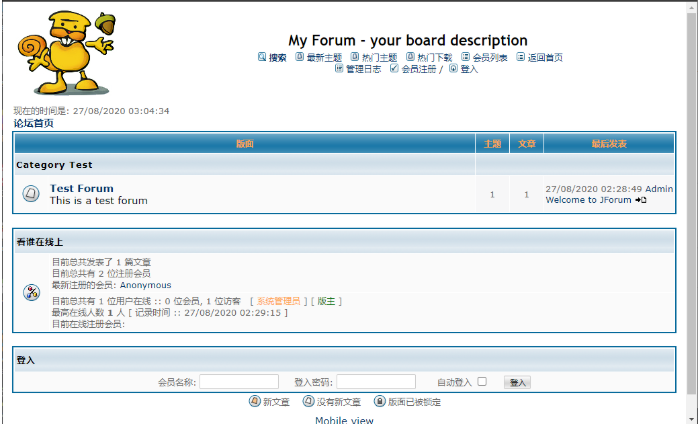 My Forum - your board description
搜索 最新主题 热门主题 热门下载 会员列表 返回首页
管理日志 会员注册 / 登入
现在的时间是: 27/08/2020 03:04:34
论坛首页
版面 主题 文章 最后发表
Category Test
Test Forum
This is a test forum
1 1
27/08/2020 02:28:49 Admin
Welcome to JForum
看谁在线上
目前总共发表了 1 篇文章
目前总共有 2 位注册会员
最新注册的会员: Anonymous
目前总共有 1 位用户在线 :: 0 位会员, 1 位访客 [ 系统管理员 ] [ 版主 ]
最高在线人数 1 人 [ 记录时间 :: 27/08/2020 02:29:15 ]
目前在线注册会员:
登入
会员名称: 登入密码: 自动登入 登入
新文章 没有新文章 版面已被锁定
Mobile view